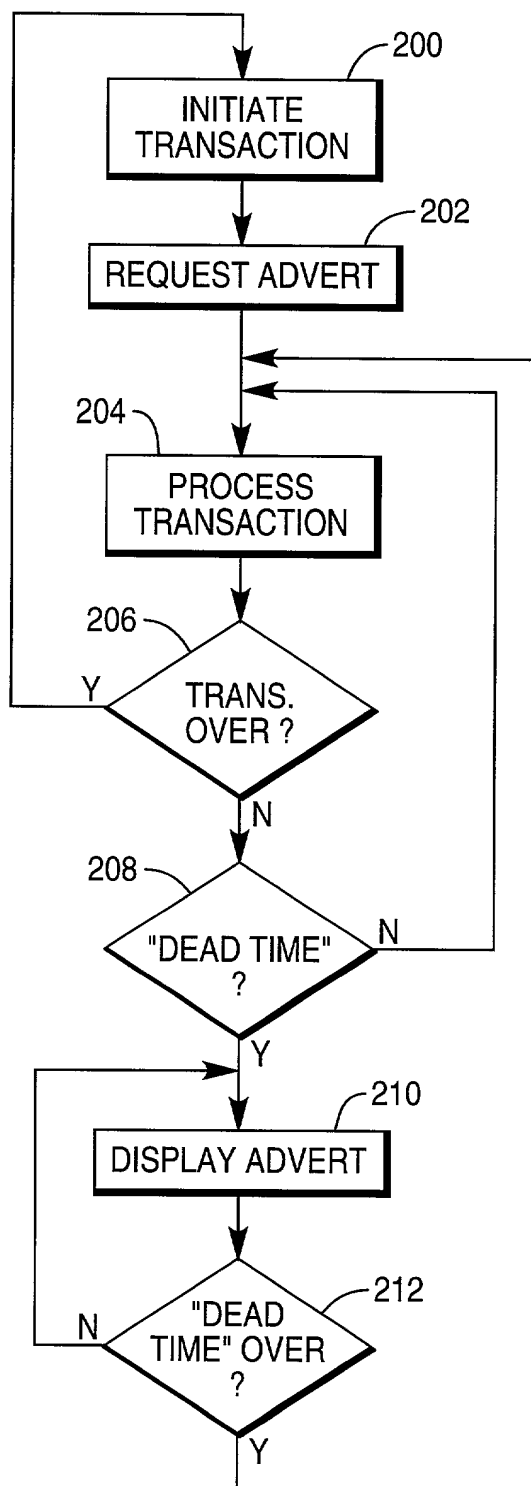 200
INITIATE
TRANSACTION
202
REQUEST ADVERT
204
PROCESS
TRANSACTION
206
Y
TRANS.
OVER ?
N
208
"DEAD TIME"
?
N
Y
210
DISPLAY ADVERT
212
N
"DEAD
TIME" OVER
?
Y